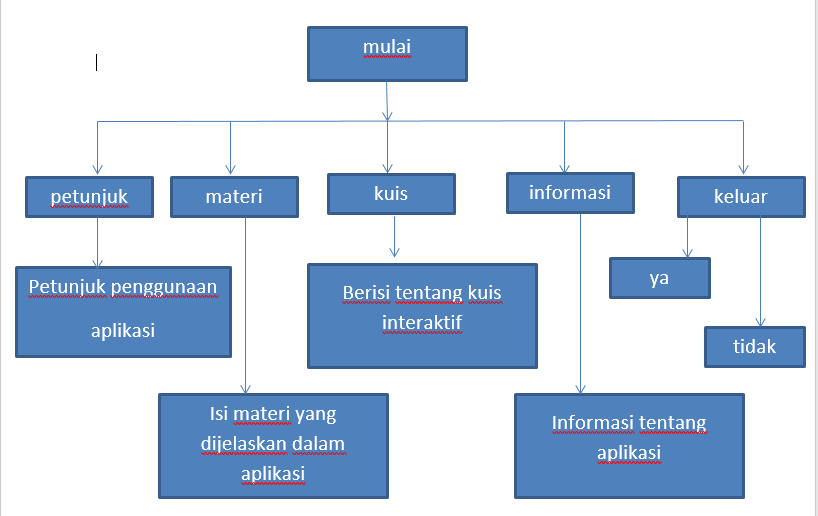 mulai
petunjuk
materi
kuis
informasi
keluar
Petunjuk penggunaan
aplikasi
Berisi tentang kuis
interaktif
ya
tidak
Isi materi yang
dijelaskan dalam
aplikasi
Informasi tentang
aplikasi